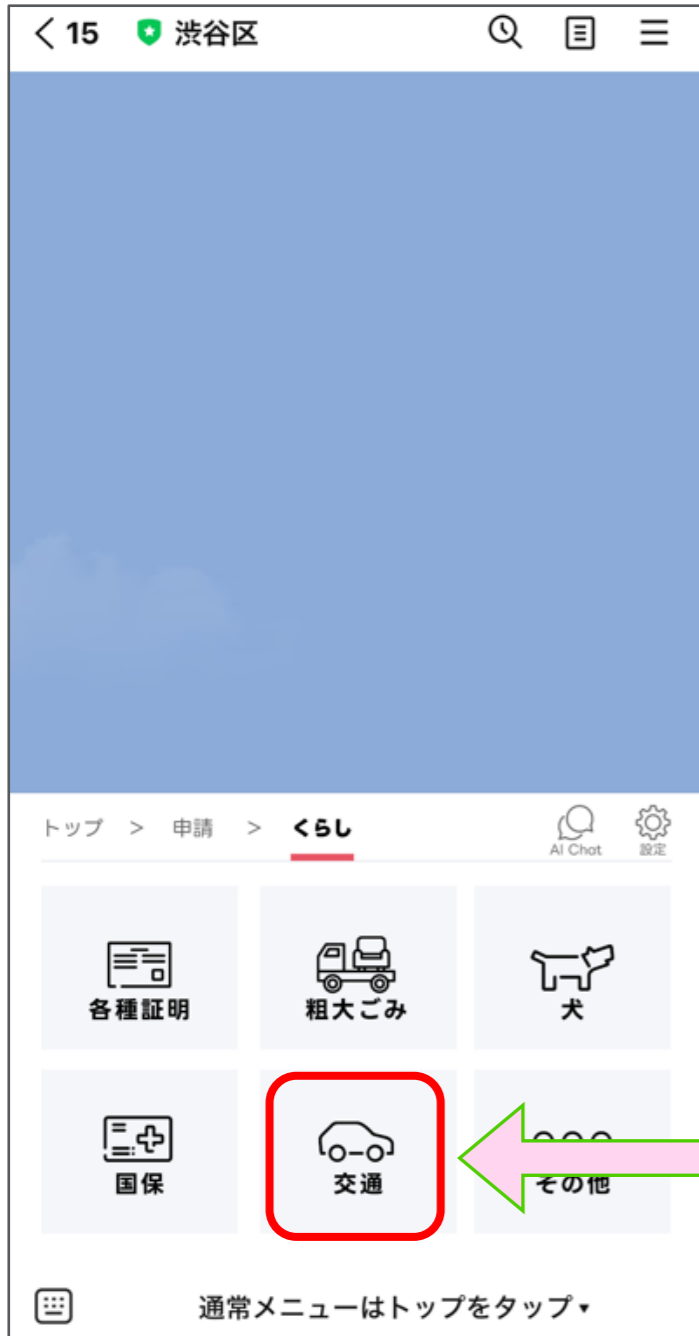 15 渋谷区
トップ > 申請 > くらし
AI Chat 設定
各種証明 粗大ごみ 犬
国保 交通 その他
通常メニューはトップをタップ▾